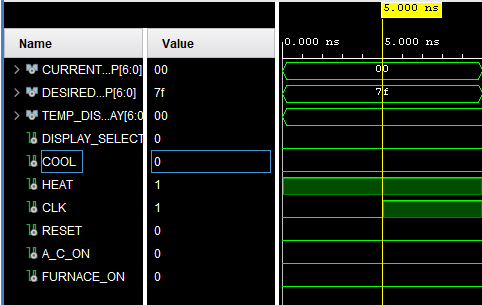 5.000 ns
Name Value 0.000 ns 5.000 ns
CURRENT...P[6:0] 00 00
DESIRED...P[6:0] 7f 7f
TEMP_DIS...AY[6:0] 00
DISPLAY_SELECT 0
COOL 0
HEAT 1
CLK 1
RESET 0
A_C_ON 0
FURNACE_ON 0